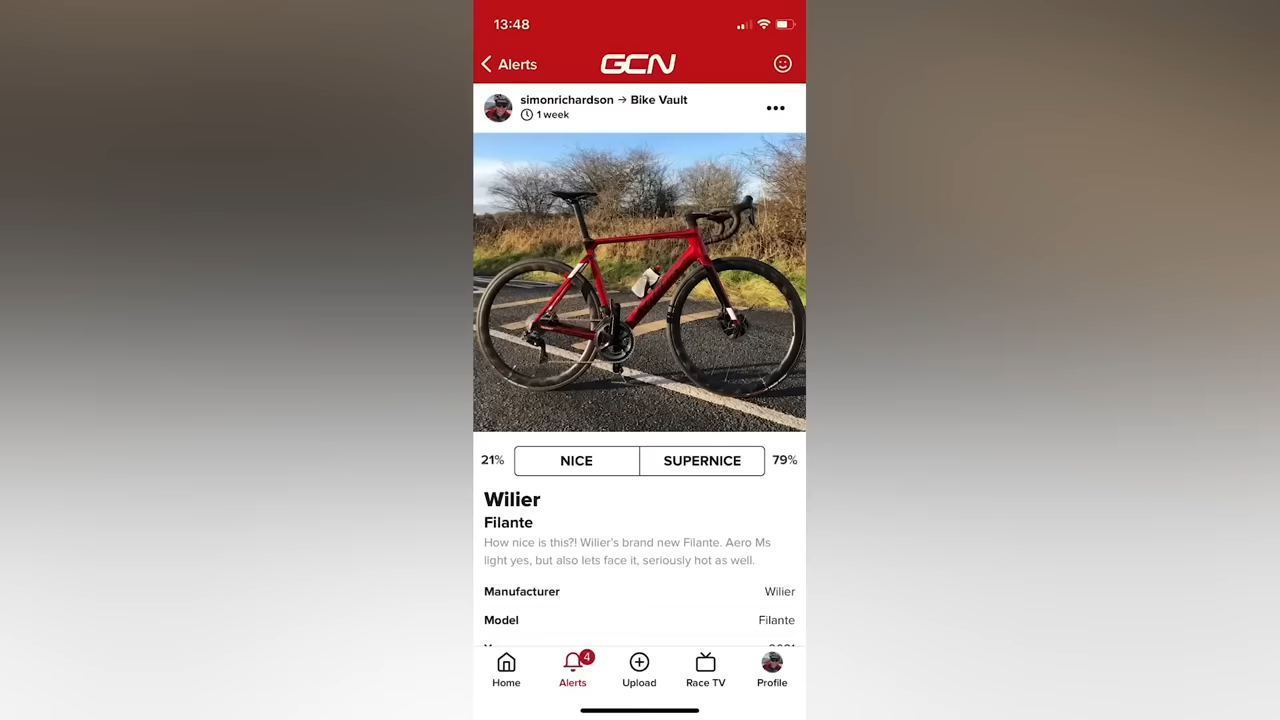 13:48
Alerts
GCN
simonrichardson → Bike Vault
1 week
21%
NICE
SUPERNICE
79%
Wilier
Filante
How nice is this?! Wilier's brand new Filante. Aero Ms
light yes, but also lets face it, seriously hot as well.
Manufacturer
Wilier
Model
Filante
4
Home
Alerts
Upload
Race TV
Profile